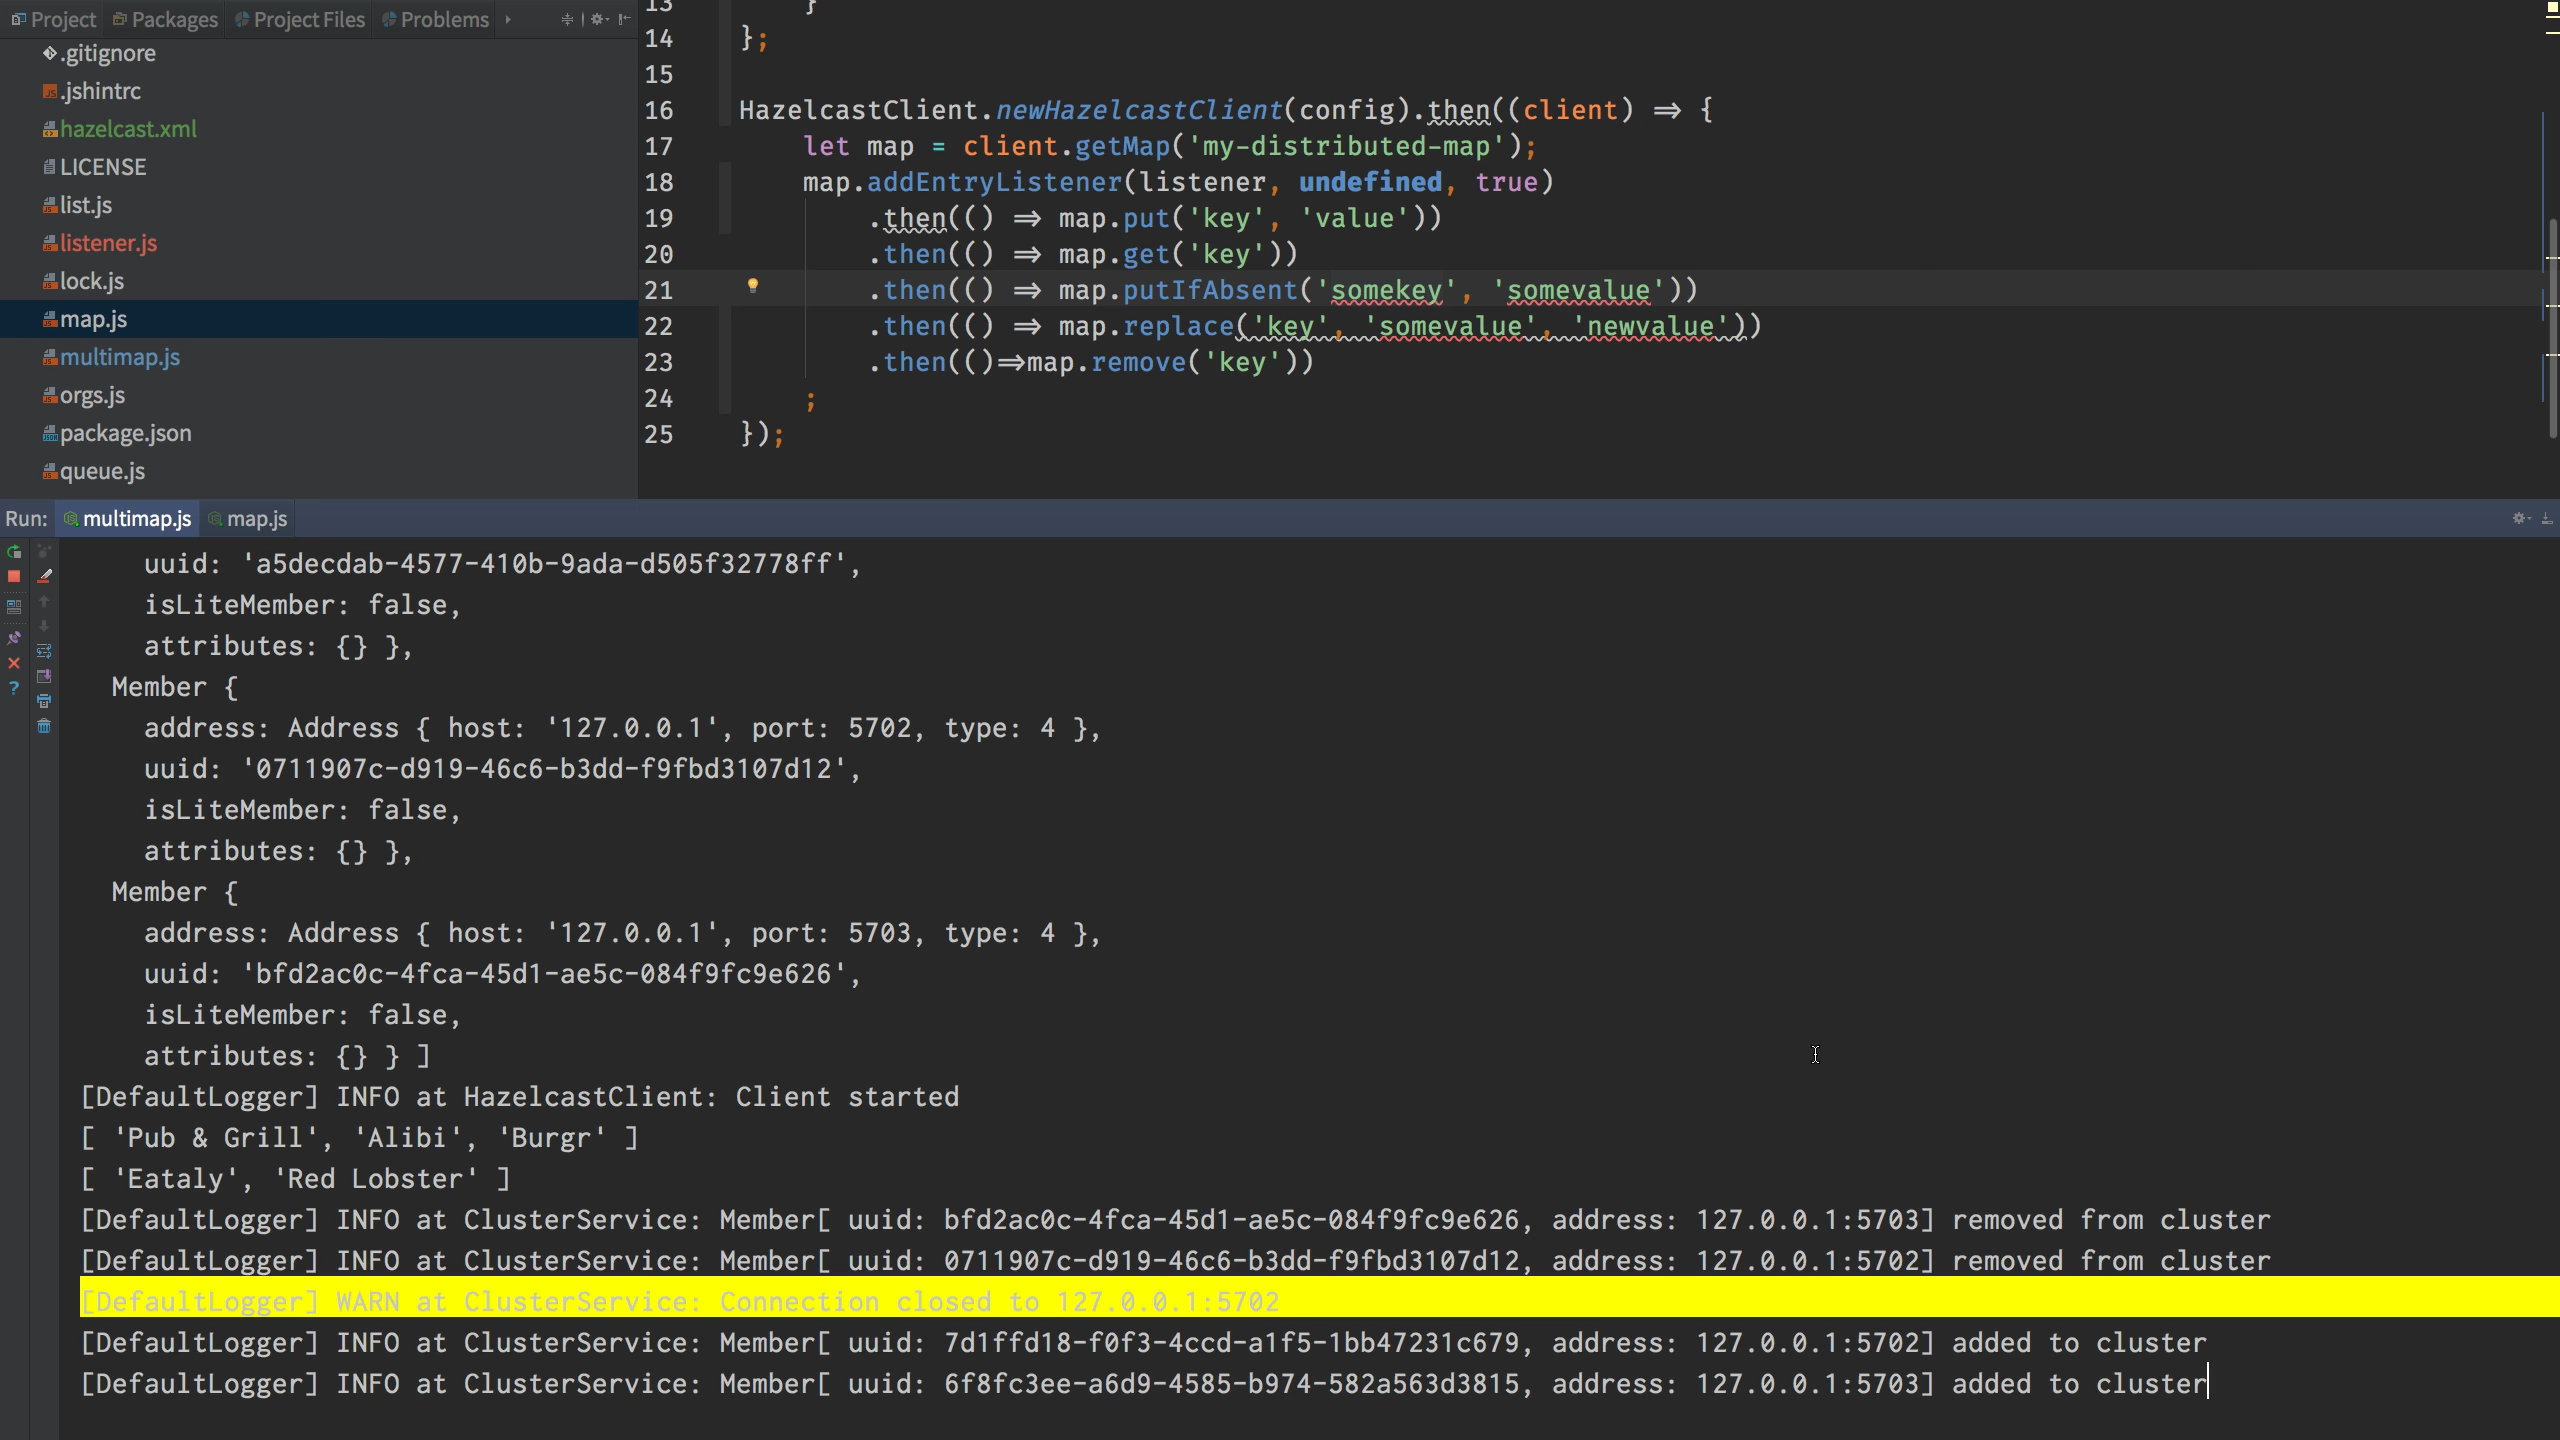 Project Packages Project Files Problems
.gitignore
.jshintrc
hazelcast.xml
LICENSE
list.js
listener.js
lock.js
map.js
multimap.js
orgs.js
package.json
queue.js
13 }
14 };
15
16 HazelcastClient.newHazelcastClient(config).then((client) ⇒ {
17 let map = client.getMap('my-distributed-map');
18 map.addEntryListener(listener, undefined, true)
19 .then(() ⇒ map.put('key', 'value'))
20 .then(() ⇒ map.get('key'))
21 .then(() ⇒ map.putIfAbsent('somekey', 'somevalue'))
22 .then(() ⇒ map.replace('key', 'somevalue', 'newvalue'))
23 .then(()⇒map.remove('key'))
24 ;
25 });
Run: multimap.js map.js
uuid: 'a5decdab-4577-410b-9ada-d505f32778ff',
isLiteMember: false,
attributes: {} },
Member {
address: Address { host: '127.0.0.1', port: 5702, type: 4 },
uuid: '0711907c-d919-46c6-b3dd-f9fbd3107d12',
isLiteMember: false,
attributes: {} },
Member {
address: Address { host: '127.0.0.1', port: 5703, type: 4 },
uuid: 'bfd2ac0c-4fca-45d1-ae5c-084f9fc9e626',
isLiteMember: false,
attributes: {} } ]
[DefaultLogger] INFO at HazelcastClient: Client started
[ 'Pub & Grill', 'Alibi', 'Burgr' ]
[ 'Eataly', 'Red Lobster' ]
[DefaultLogger] INFO at ClusterService: Member[ uuid: bfd2ac0c-4fca-45d1-ae5c-084f9fc9e626, address: 127.0.0.1:5703] removed from cluster
[DefaultLogger] INFO at ClusterService: Member[ uuid: 0711907c-d919-46c6-b3dd-f9fbd3107d12, address: 127.0.0.1:5702] removed from cluster
[DefaultLogger] WARN at ClusterService: Connection closed to 127.0.0.1:5702
[DefaultLogger] INFO at ClusterService: Member[ uuid: 7d1ffd18-f0f3-4ccd-a1f5-1bb47231c679, address: 127.0.0.1:5702] added to cluster
[DefaultLogger] INFO at ClusterService: Member[ uuid: 6f8fc3ee-a6d9-4585-b974-582a563d3815, address: 127.0.0.1:5703] added to cluster